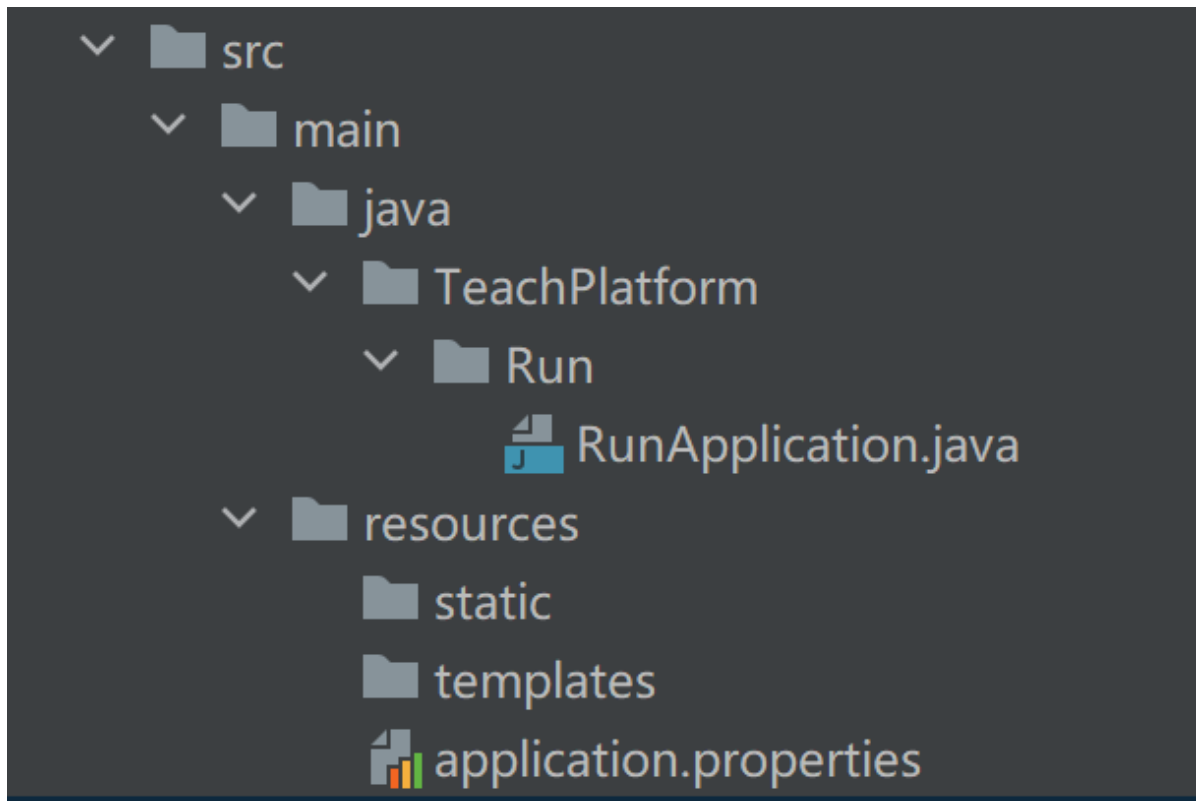 src
main
java
TeachPlatform
Run
RunApplication.java
resources
static
templates
application.properties